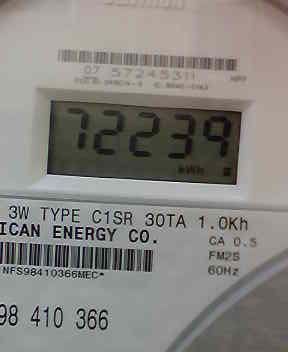 07 57245311
72239
kWh
3W TYPE C1SR 30TA 1.0Kh
ICAN ENERGY CO.
CA 0.5
FM2S
NFS98410366MEC*
60Hz
98 410 366